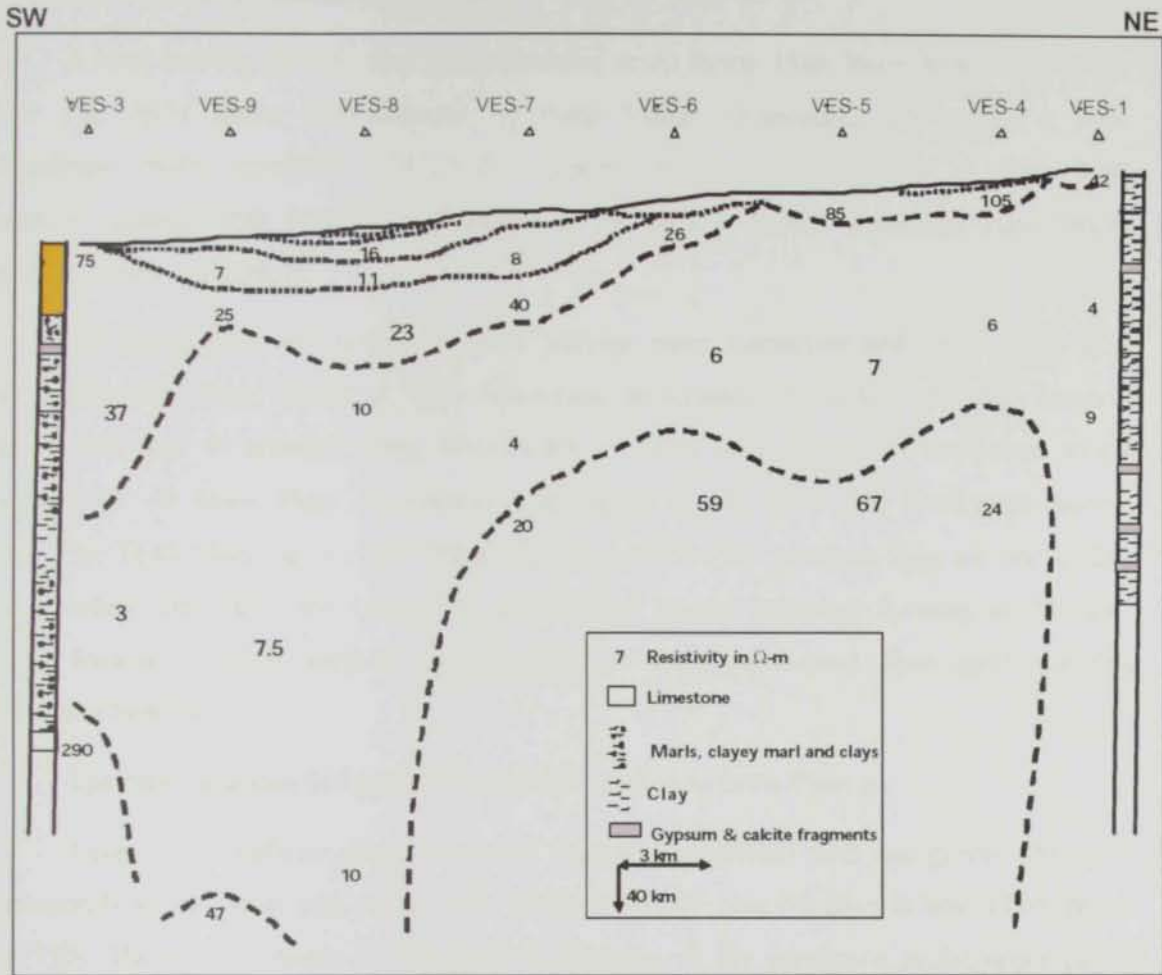 SW NE
VES-3 VES-9 VES-8 VES-7 VES-6 VES-5 VES-4 VES-1
42
105
85
26
16
75 7 11 8
40
25
23
4
6
6 7
37
10
4
9
59 67
20 24
3
7.5
7 Resistivity in Ω-m
Limestone
290
Marls, clayey marl and clays
Clay
Gypsum & calcite fragments
3 km
10
40 km
47